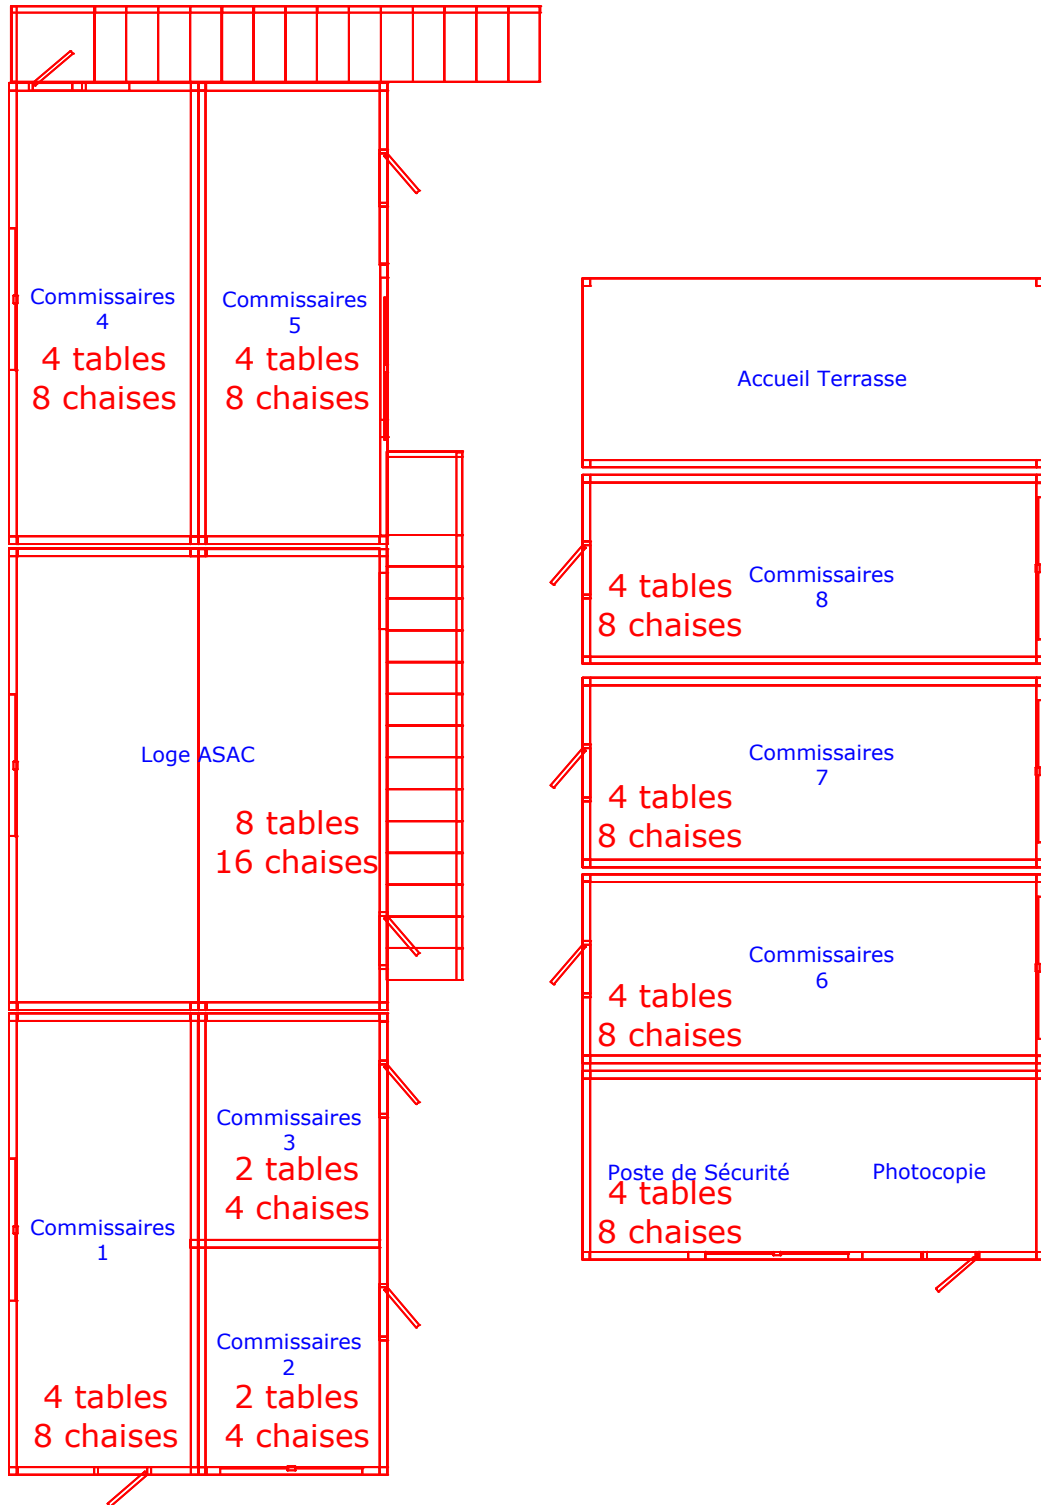 Commissaires
4
4 tables
8 chaises
Commissaires
5
4 tables
8 chaises
Loge ASAC
8 tables
16 chaises
Commissaires
3
2 tables
4 chaises
Commissaires
1
4 tables
8 chaises
Commissaires
2
2 tables
4 chaises
Accueil Terrasse
Commissaires
8
4 tables
8 chaises
Commissaires
7
4 tables
8 chaises
Commissaires
6
4 tables
8 chaises
Poste de Sécurité
Photocopie
4 tables
8 chaises